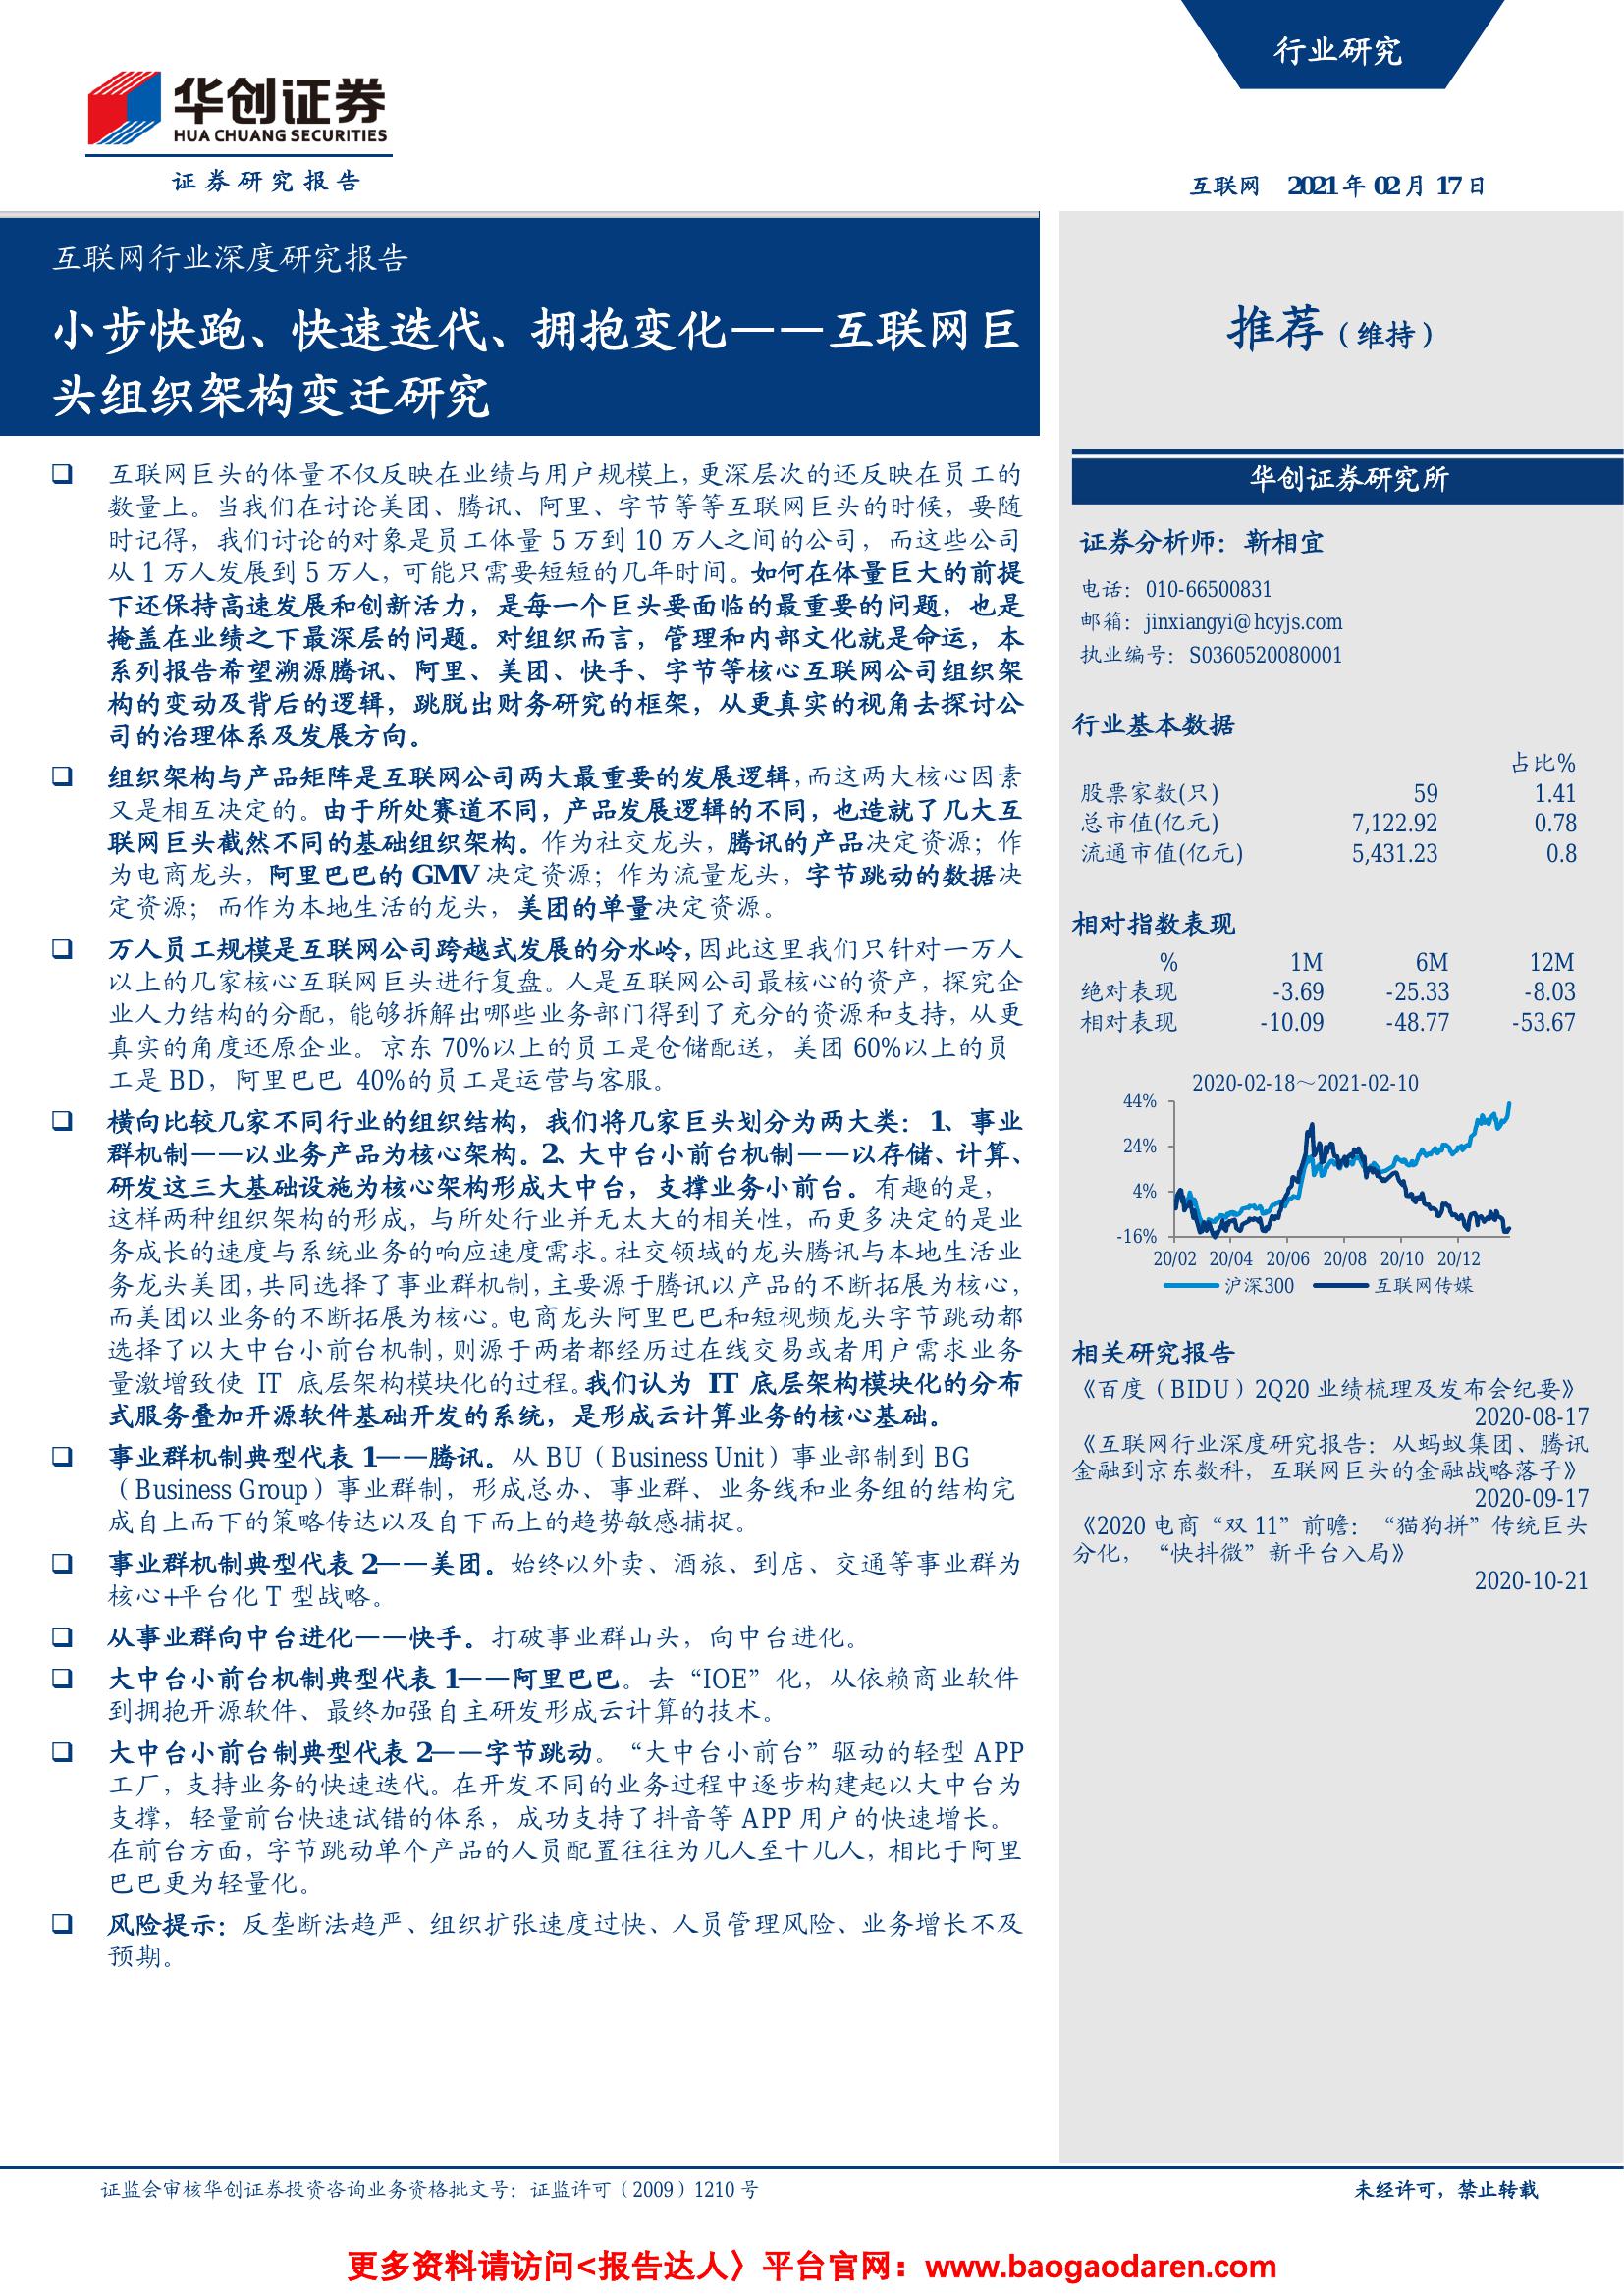 行业研究
华创证券
HUA CHUANG SECURITIES
证券研究报告
互联网 2021 年 02 月 17 日
互联网行业深度研究报告
小步快跑、快速迭代、拥抱变化——互联网巨
头组织架构变迁研究
❑ 互联网巨头的体量不仅反映在业绩与用户规模上，更深层次的还反映在员工的
数量上。当我们在讨论美团、腾讯、阿里、字节等等互联网巨头的时候，要随
时记得，我们讨论的对象是员工体量 5 万到 10 万人之间的公司，而这些公司
从 1 万人发展到 5 万人，可能只需要短短的几年时间。如何在体量巨大的前提
下还保持高速发展和创新活力，是每一个巨头要面临的最重要的问题，也是
掩盖在业绩之下最深层的问题。对组织而言，管理和内部文化就是命运，本
系列报告希望溯源腾讯、阿里、美团、快手、字节等核心互联网公司组织架
构的变动及背后的逻辑，跳脱出财务研究的框架，从更真实的视角去探讨公
司的治理体系及发展方向。
❑ 组织架构与产品矩阵是互联网公司两大最重要的发展逻辑，而这两大核心因素
又是相互决定的。由于所处赛道不同，产品发展逻辑的不同，也造就了几大互
联网巨头截然不同的基础组织架构。作为社交龙头，腾讯的产品决定资源；作
为电商龙头，阿里巴巴的 GMV 决定资源；作为流量龙头，字节跳动的数据决
定资源；而作为本地生活的龙头，美团的单量决定资源。
❑ 万人员工规模是互联网公司跨越式发展的分水岭，因此这里我们只针对一万人
以上的几家核心互联网巨头进行复盘。人是互联网公司最核心的资产，探究企
业人力结构的分配，能够拆解出哪些业务部门得到了充分的资源和支持，从更
真实的角度还原企业。京东 70%以上的员工是仓储配送，美团 60%以上的员
工是 BD，阿里巴巴 40%的员工是运营与客服。
❑ 横向比较几家不同行业的组织结构，我们将几家巨头划分为两大类：1、事业
群机制——以业务产品为核心架构。2、大中台小前台机制——以存储、计算、
研发这三大基础设施为核心架构形成大中台，支撑业务小前台。有趣的是，
这样两种组织架构的形成，与所处行业并无太大的相关性，而更多决定的是业
务成长的速度与系统业务的响应速度需求。社交领域的龙头腾讯与本地生活业
务龙头美团，共同选择了事业群机制，主要源于腾讯以产品的不断拓展为核心，
而美团以业务的不断拓展为核心。电商龙头阿里巴巴和短视频龙头字节跳动都
选择了以大中台小前台机制，则源于两者都经历过在线交易或者用户需求业务
量激增致使 IT 底层架构模块化的过程。我们认为 IT 底层架构模块化的分布
式服务叠加开源软件基础开发的系统，是形成云计算业务的核心基础。
❑ 事业群机制典型代表 1——腾讯。从 BU（Business Unit）事业部制到 BG
（Business Group）事业群制，形成总办、事业群、业务线和业务组的结构完
成自上而下的策略传达以及自下而上的趋势敏感捕捉。
❑ 事业群机制典型代表 2——美团。始终以外卖、酒旅、到店、交通等事业群为
核心+平台化 T 型战略。
❑ 从事业群向中台进化——快手。打破事业群山头，向中台进化。
❑ 大中台小前台机制典型代表 1——阿里巴巴。去“IOE”化，从依赖商业软件
到拥抱开源软件、最终加强自主研发形成云计算的技术。
❑ 大中台小前台制典型代表 2——字节跳动。“大中台小前台”驱动的轻型 APP
工厂，支持业务的快速迭代。在开发不同的业务过程中逐步构建起以大中台为
支撑，轻量前台快速试错的体系，成功支持了抖音等 APP 用户的快速增长。
在前台方面，字节跳动单个产品的人员配置往往为几人至十几人，相比于阿里
巴巴更为轻量化。
❑ 风险提示：反垄断法趋严、组织扩张速度过快、人员管理风险、业务增长不及
预期。
推荐（维持）
华创证券研究所
证券分析师：靳相宜
电话：010-66500831
邮箱：jinxiangyi@hcyjs.com
执业编号：S0360520080001
行业基本数据
占比%
股票家数(只) 59 1.41
总市值(亿元) 7,122.92 0.78
流通市值(亿元) 5,431.23 0.8
相对指数表现
% 1M 6M 12M
绝对表现 -3.69 -25.33 -8.03
相对表现 -10.09 -48.77 -53.67
2020-02-18～2021-02-10
44%
24%
4%
-16%
20/02 20/04 20/06 20/08 20/10 20/12
沪深300 互联网传媒
相关研究报告
《百度（BIDU）2Q20 业绩梳理及发布会纪要》
2020-08-17
《互联网行业深度研究报告：从蚂蚁集团、腾讯
金融到京东数科，互联网巨头的金融战略落子》
2020-09-17
《2020 电商“双 11”前瞻：“猫狗拼”传统巨头
分化，“快抖微”新平台入局》
2020-10-21
证监会审核华创证券投资咨询业务资格批文号：证监许可（2009）1210 号
未经许可，禁止转载
更多资料请访问<报告达人〉平台官网：www.baogaodaren.com